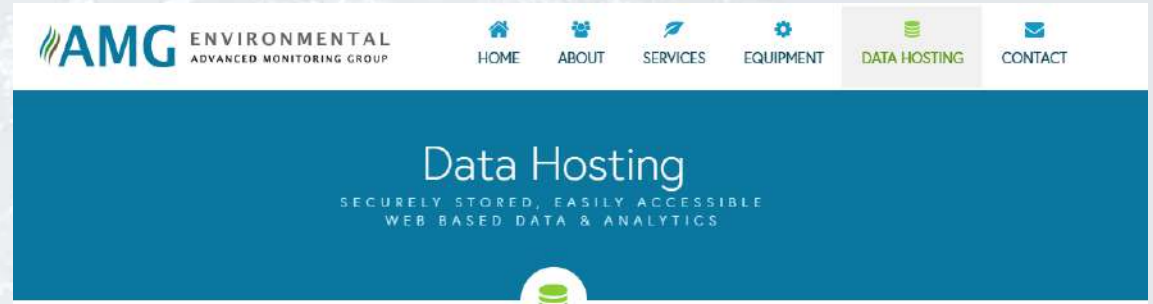 AMG ENVIRONMENTAL
ADVANCED MONITORING GROUP
HOME ABOUT SERVICES EQUIPMENT DATA HOSTING CONTACT
Data Hosting
SECURELY STORED, EASILY ACCESSIBLE
WEB BASED DATA & ANALYTICS